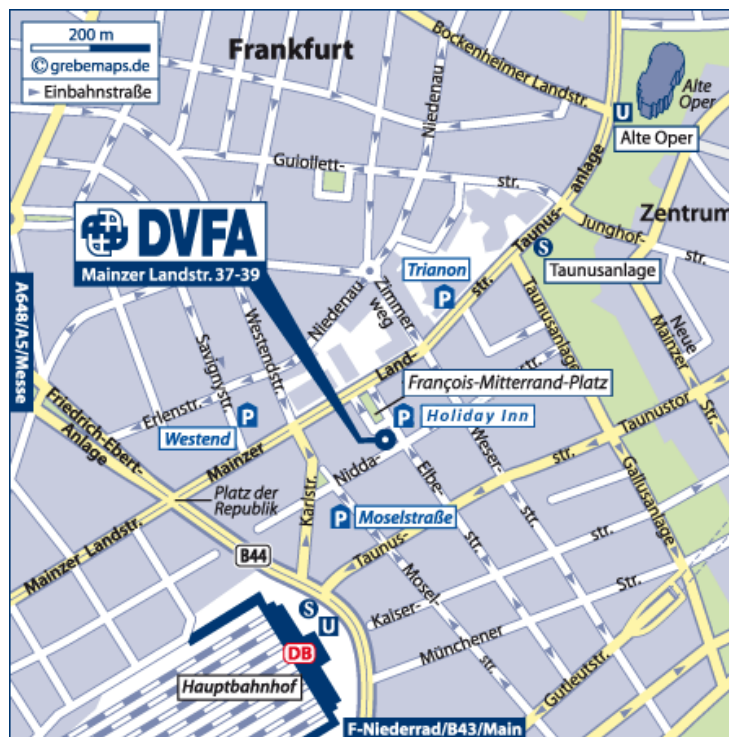 200 m
© grebemaps.de
Einbahnstraße
Frankfurt
Bockenheimer Landstr.
Niedenau
Alte
Oper
U
Alte Oper
Guiollett-
str.
Taunus-
anlage
Junghof-
str.
Zentrum
DVFA
Mainzer Landstr. 37-39
S
Taunusanlage
Trianon
P
str.
Zimmer
weg
Niedenau
A648/A5/Messe
Savignystr.
Westendstr.
Taunusanlage
Neue
Mainzer
Str.
Land-
François-Mitterrand-Platz
Friedrich-Ebert-
Anlage
Erlenstr.
P
Westend
P
Holiday Inn
Mainzer
Taunustor
Nidda-
str.
Elbe-
str.
Weser-
str.
Gallusanlage
Platz der
Republik
Karlstr.
P
Moselstraße
Mainzer Landstr.
B44
Taunus-
str.
Mosel-
str.
Kaiser-
str.
Münchener
Str.
S
U
DB
Hauptbahnhof
Gutleutstr.
F-Niederrad/B43/Main